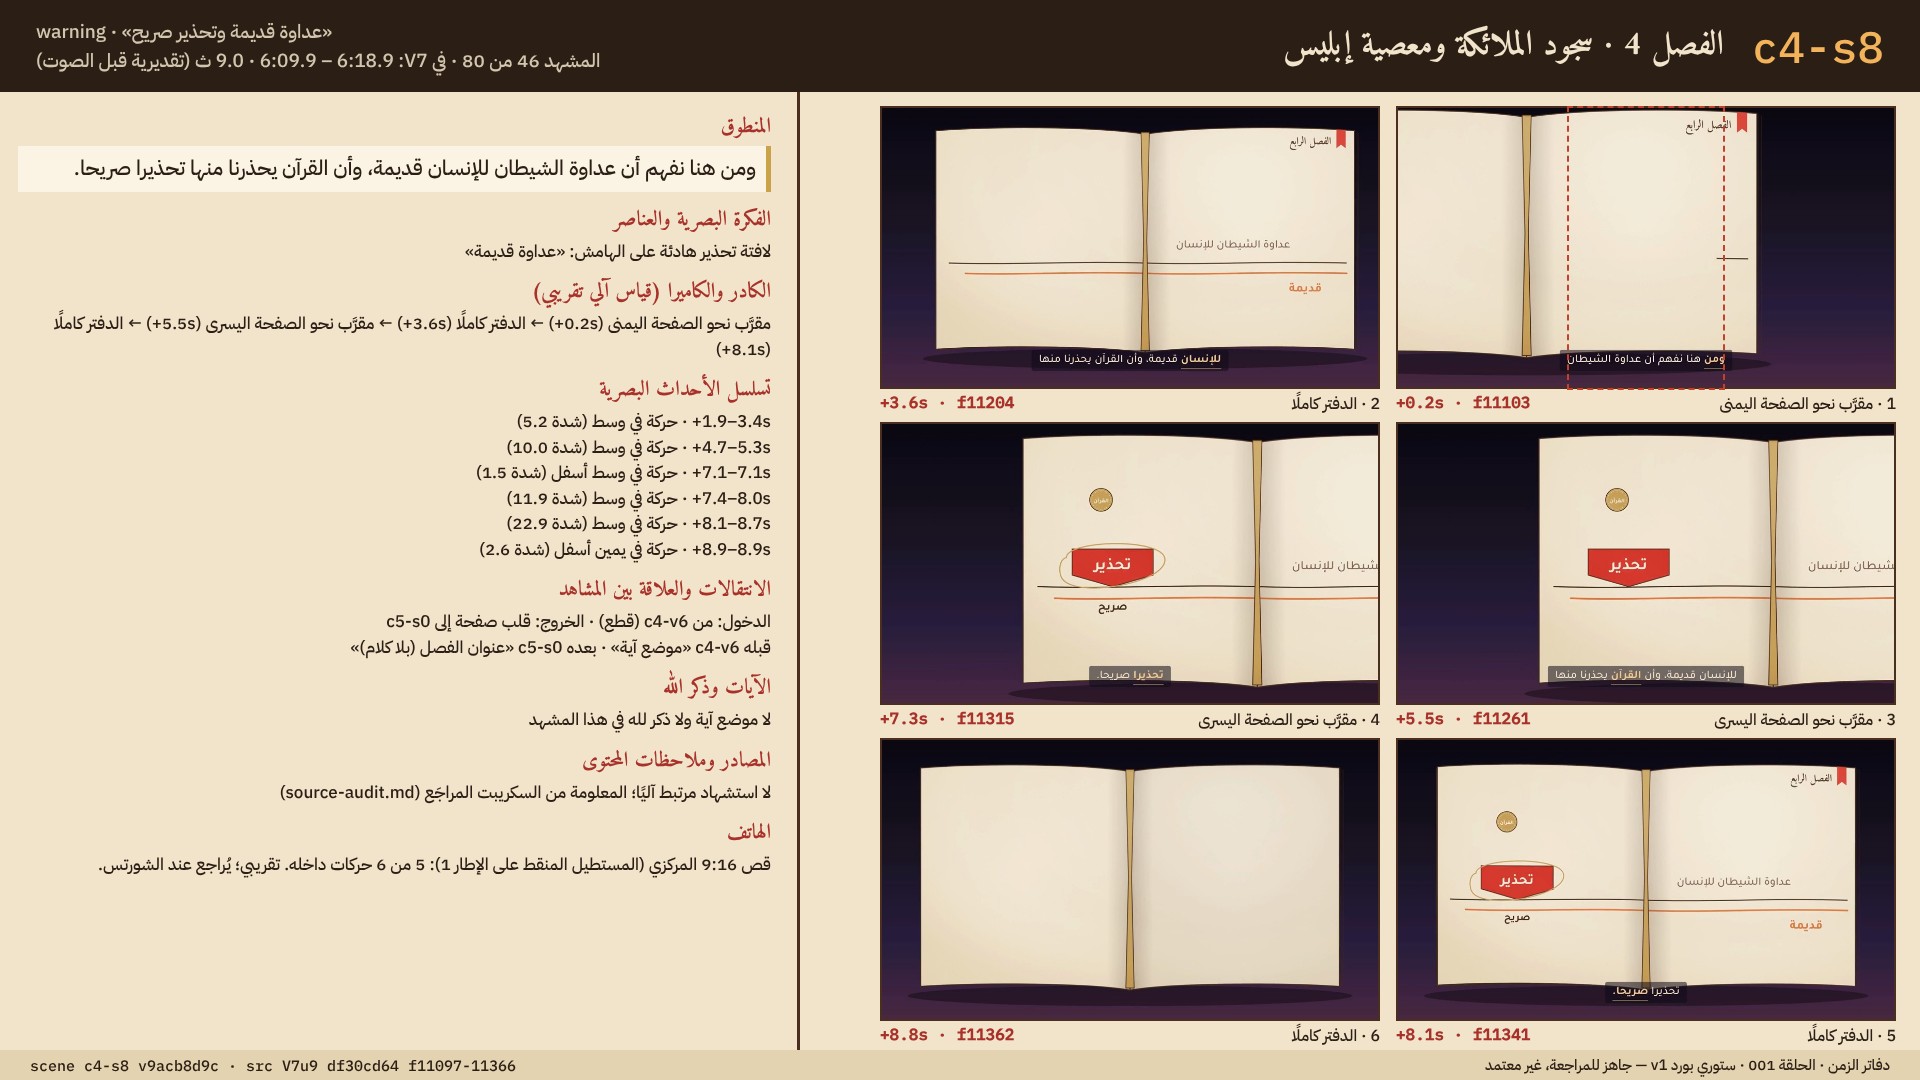 c4-s8
الفصل 4 · سجود الملائكة ومعصية إبليس
«عداوة قديمة وتحذير صريح» · warning
المشهد 46 من 80 · في V7: 6:09.9 – 6:18.9 · 9.0 ث (تقديرية قبل الصوت)
الفصل الرابع
ومن هنا نفهم أن عداوة الشيطان
1 · مقرَّب نحو الصفحة اليمنى
+0.2s · f11103
الفصل الرابع
عداوة الشيطان للإنسان
قديمة
للإنسان قديمة، وأن القرآن يحذرنا منها
2 · الدفتر كاملًا
+3.6s · f11204
القرآن
تحذير
شيطان للإنسان
للإنسان قديمة، وأن القرآن يحذرنا منها
3 · مقرَّب نحو الصفحة اليسرى
+5.5s · f11261
القرآن
تحذير
شيطان للإنسان
صريح
تحذيرا صريحا.
4 · مقرَّب نحو الصفحة اليسرى
+7.3s · f11315
الفصل الرابع
القرآن
تحذير
عداوة الشيطان للإنسان
صريح
قديمة
تحذيرا صريحا.
5 · الدفتر كاملًا
+8.1s · f11341
6 · الدفتر كاملًا
+8.8s · f11362
المنطوق
ومن هنا نفهم أن عداوة الشيطان للإنسان قديمة، وأن القرآن يحذرنا منها تحذيرا صريحا.
الفكرة البصرية والعناصر
لافتة تحذير هادئة على الهامش: «عداوة قديمة»
الكادر والكاميرا (قياس آلي تقريبي)
مقرَّب نحو الصفحة اليمنى (+0.2s) ← الدفتر كاملًا (+3.6s) ← مقرَّب نحو الصفحة اليسرى (+5.5s) ← الدفتر كاملًا
(+8.1s)
تسلسل الأحداث البصرية
+1.9–3.4s · حركة في وسط (شدة 5.2)
+4.7–5.3s · حركة في وسط (شدة 10.0)
+7.1–7.1s · حركة في وسط أسفل (شدة 1.5)
+7.4–8.0s · حركة في وسط (شدة 11.9)
+8.1–8.7s · حركة في وسط (شدة 22.9)
+8.9–8.9s · حركة في يمين أسفل (شدة 2.6)
الانتقالات والعلاقة بين المشاهد
الدخول: من c4-v6 (قطع) · الخروج: قلب صفحة إلى c5-s0
قبله c4-v6 «موضع آية» · بعده c5-s0 «عنوان الفصل (بلا كلام)»
الآيات وذكر الله
لا موضع آية ولا ذكر لله في هذا المشهد
المصادر وملاحظات المحتوى
لا استشهاد مرتبط آليًا؛ المعلومة من السكريبت المراجَع (source-audit.md)
الهاتف
قص 9:16 المركزي (المستطيل المنقط على الإطار 1): 5 من 6 حركات داخله. تقريبي؛ يُراجع عند الشورتس.
دفاتر الزمن · الحلقة 001 · ستوري بورد v1 — جاهز للمراجعة، غير معتمد
scene c4-s8 v9acb8d9c · src V7u9 df30cd64 f11097-11366